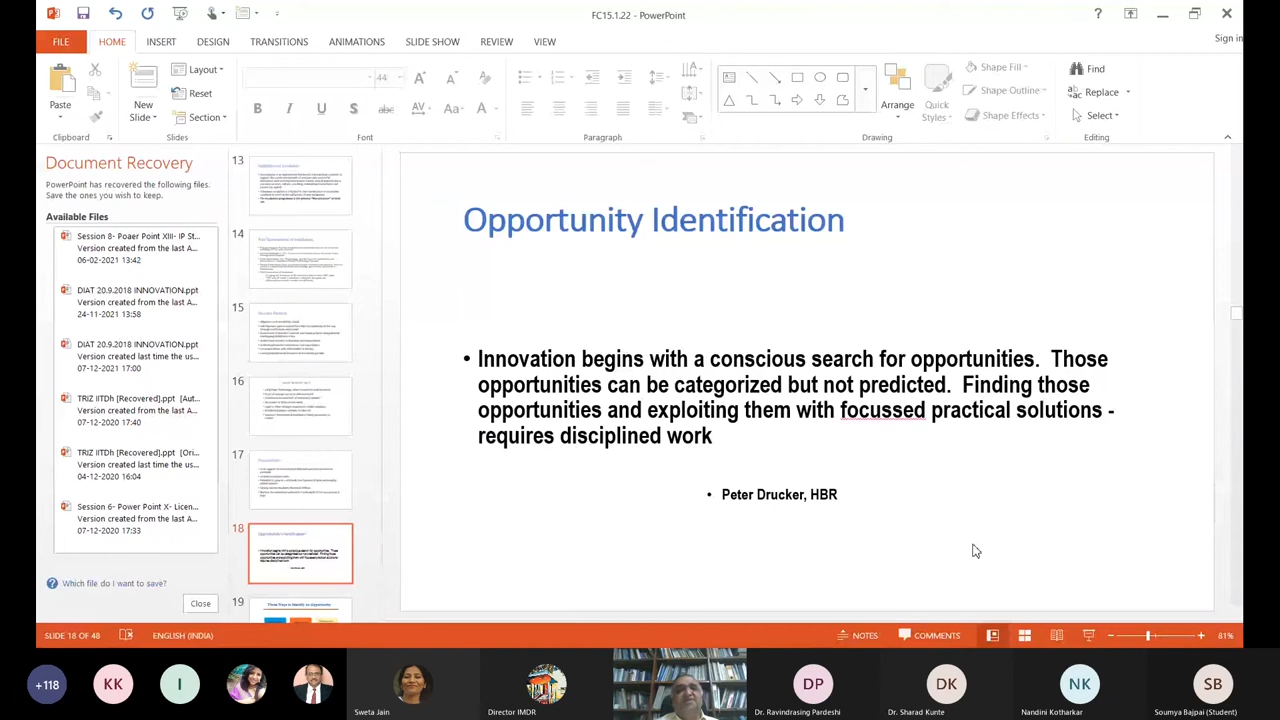 FC15.1.22 - PowerPoint
Sign in
FILE HOME INSERT DESIGN TRANSITIONS ANIMATIONS SLIDE SHOW REVIEW VIEW
Paste
Clipboard
New
Slide
Layout
Reset
Section
Slides
44
Font
Paragraph
Arrange
Quick
Styles
Shape Fill
Shape Outline
Shape Effects
Drawing
Find
Replace
Select
Editing
Document Recovery
PowerPoint has recovered the following files.
Save the ones you wish to keep.
Available Files
Session 8- Poaer Point XIII- IP St...
Version created from the last A...
06-02-2021 13:42
DIAT 20.9.2018 INNOVATION.ppt
Version created from the last A...
24-11-2021 13:58
DIAT 20.9.2018 INNOVATION.ppt
Version created last time the us...
17-12-2021 17:00
TRIZ IITDh [Recovered].ppt [Aut...
Version created from the last A...
07-12-2020 17:40
TRIZ IITDh [Recovered].ppt [Ori...
Version created last time the us...
04-12-2020 16:04
Session 6- Power Point X- Licen...
Version created from the last A...
07-12-2020 17:33
Which file do I want to save?
Close
13
14
15
16
17
18
19
Three Ways to Identify an Opportunity
Opportunity Identification
• Innovation begins with a conscious search for opportunities. Those
opportunities can be categorized but not predicted. Finding those
opportunities and exploring them with focussed practical solutions -
requires disciplined work
• Peter Drucker, HBR
SLIDE 18 OF 48 ENGLISH (INDIA) NOTES COMMENTS 81%
+118
KK
I
Sweta Jain
Director IMDR
DP
Dr. Ravindrasing Pardeshi
DK
Dr. Sharad Kunte
NK
Nandini Kotharkar
SB
Soumya Bajpai (Student)